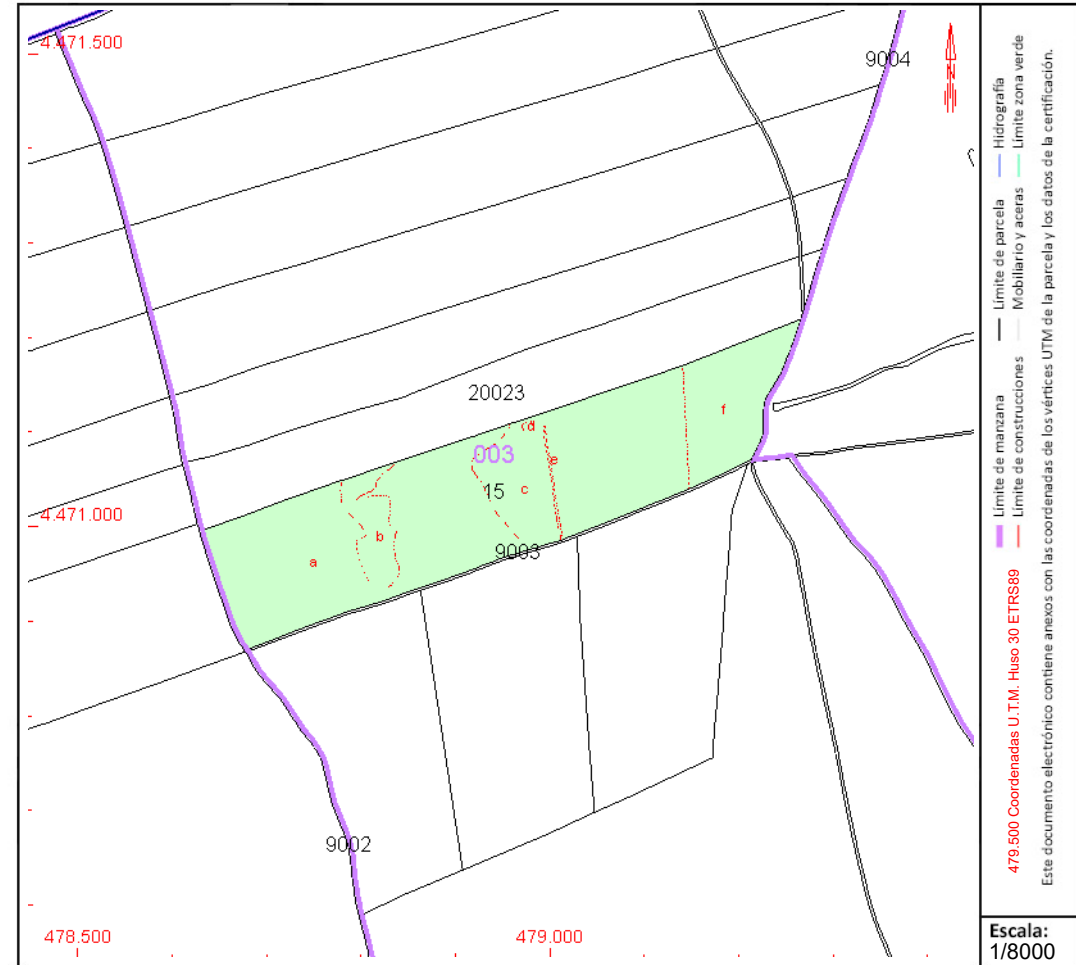 4.471.500
9004
N
20023
f
d
003
e
15
c
4.471.000
b
9003
a
9002
478.500
479.000
Límite de manzana
Límite de parcela
Hidrografía
Límite de construcciones
Mobiliario y aceras
Límite zona verde
479.500 Coordenadas U.T.M. Huso 30 ETRS89
Este documento electrónico contiene anexos con las coordenadas de los vértices UTM de la parcela y los datos de la certificación.
Escala:
1/8000